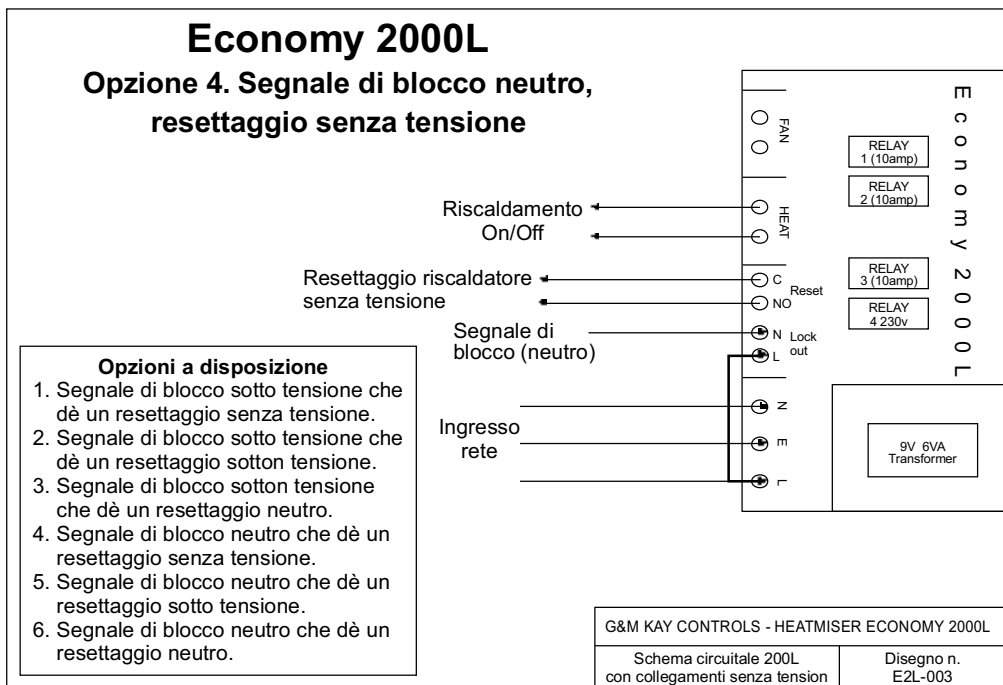 Economy 2000L
Opzione 4. Segnale di blocco neutro,
resettaggio senza tensione
Economy 2000L
FAN
RELAY
1 (10amp)
RELAY
2 (10amp)
HEAT
Riscaldamento
On/Off
RELAY
3 (10amp)
RELAY
4 230v
C
Reset
NO
Resettaggio riscaldatore
senza tensione
N
Lock
out
L
Segnale di
blocco (neutro)
N
E
L
Ingresso
rete
9V 6VA
Transformer
Opzioni a disposizione
1. Segnale di blocco sotto tensione che
dè un resettaggio senza tensione.
2. Segnale di blocco sotto tensione che
dè un resettaggio sotton tensione.
3. Segnale di blocco sotton tensione
che dè un resettaggio neutro.
4. Segnale di blocco neutro che dè un
resettaggio senza tensione.
5. Segnale di blocco neutro che dè un
resettaggio sotto tensione.
6. Segnale di blocco neutro che dè un
resettaggio neutro.
G&M KAY CONTROLS - HEATMISER ECONOMY 2000L
Schema circuitale 200L
con collegamenti senza tension
Disegno n.
E2L-003